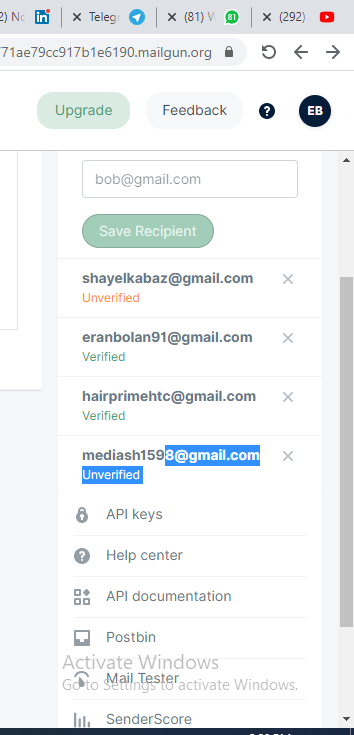 Telegr
(81) W
81
(292)
71ae79cc917b1e6190.mailgun.org
Upgrade
Feedback
?
EB
bob@gmail.com
Save Recipient
shayelkabaz@gmail.com
Unverified
eranbolan91@gmail.com
Verified
hairprimehtc@gmail.com
Verified
mediash1598@gmail.com
Unverified
API keys
Help center
API documentation
Postbin
Activate Windows
Mail Tester
Go to Settings to activate Windows.
SenderScore